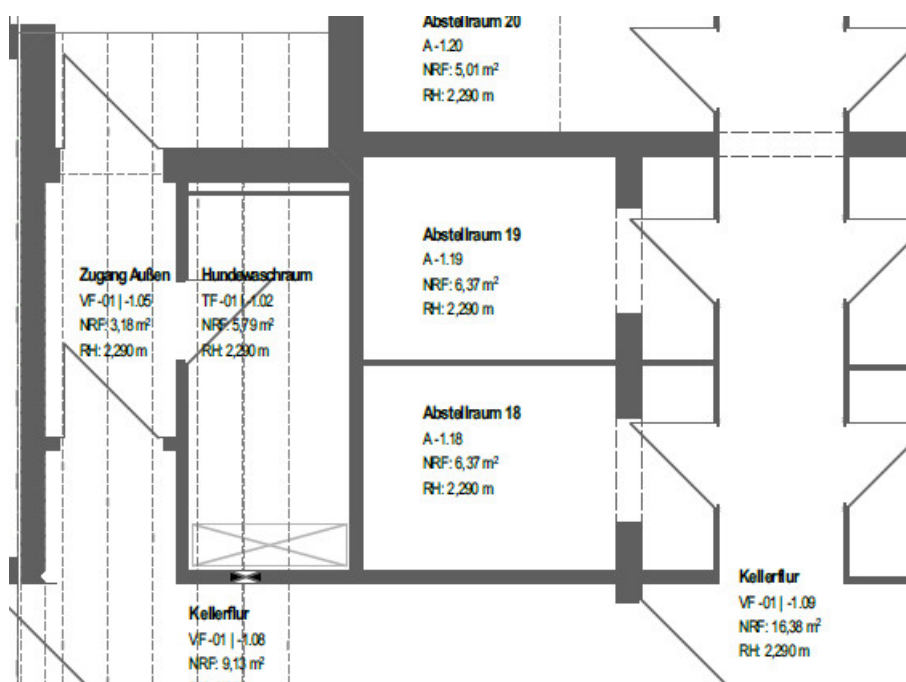 Abstellraum 20
A -1.20
NRF: 5,01 m²
RH: 2,290 m
Abstellraum 19
A -1.19
NRF: 6,37 m²
RH: 2,290 m
Zugang Außen
VF -01 | -1.05
NRF: 3,18 m²
RH: 2,290 m
Hundewaschraum
TF -01 | -1.02
NRF: 5,79 m²
RH: 2,290 m
Abstellraum 18
A -1.18
NRF: 6,37 m²
RH: 2,290 m
Kellerflur
VF -01 | -1.09
NRF: 16,38 m²
RH: 2,290 m
Kellerflur
VF -01 | -1.08
NRF: 9,13 m²